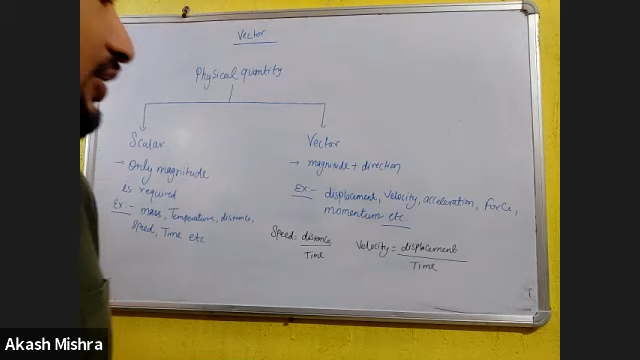 Vector
Physical quantity
Scalar
→ Only magnitude
is required
Ex:- mass, Temperature, distance,
Speed, Time etc
Vector
→ magnitude + direction
Ex:- displacement, velocity, acceleration, force,
momentum etc.
Speed = distance
Time
Velocity = displacement
Time
Akash Mishra